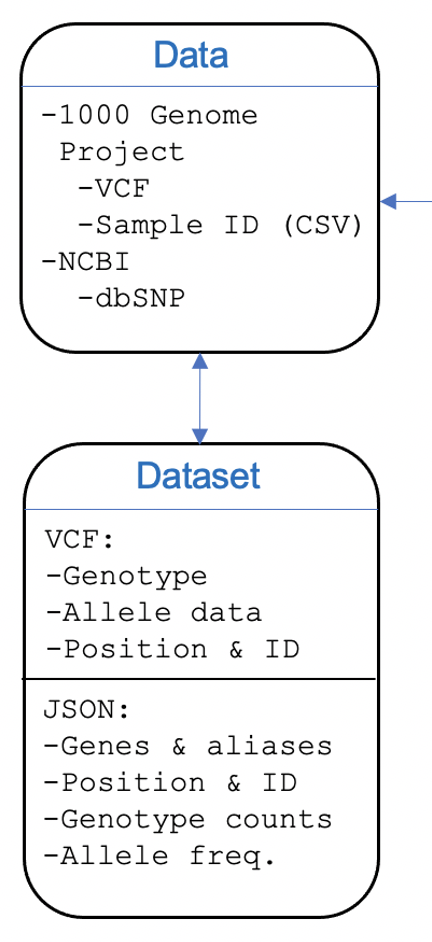 Data
-1000 Genome
Project
-VCF
-Sample ID (CSV)
-NCBI
-dbSNP
Dataset
VCF:
-Genotype
-Allele data
-Position & ID
JSON:
-Genes & aliases
-Position & ID
-Genotype counts
-Allele freq.